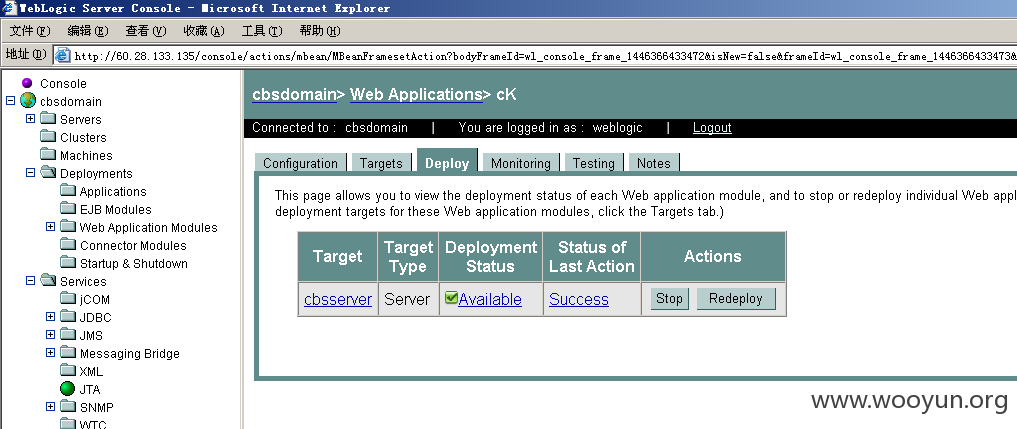 WebLogic Server Console - Microsoft Internet Explorer
文件(F) 编辑(E) 查看(V) 收藏(A) 工具(T) 帮助(H)
地址(D) http://60.28.133.135/console/actions/mbean/MBeanFramesetAction?bodyFrameId=wl_console_frame_1446366433472&isNew=false&frameId=wl_console_frame_1446366433473&
Console
cbsdomain
Servers
Clusters
Machines
Deployments
Applications
EJB Modules
Web Application Modules
Connector Modules
Startup & Shutdown
Services
jCOM
JDBC
JMS
Messaging Bridge
XML
JTA
SNMP
WTC
cbsdomain> Web Applications> cK
Connected to : cbsdomain | You are logged in as : weblogic | Logout
Configuration Targets Deploy Monitoring Testing Notes
This page allows you to view the deployment status of each Web application module, and to stop or redeploy individual Web appl
deployment targets for these Web application modules, click the Targets tab.)
Target Target Type Deployment Status Status of Last Action Actions
cbsserver Server Available Success Stop Redeploy
www.wooyun.org